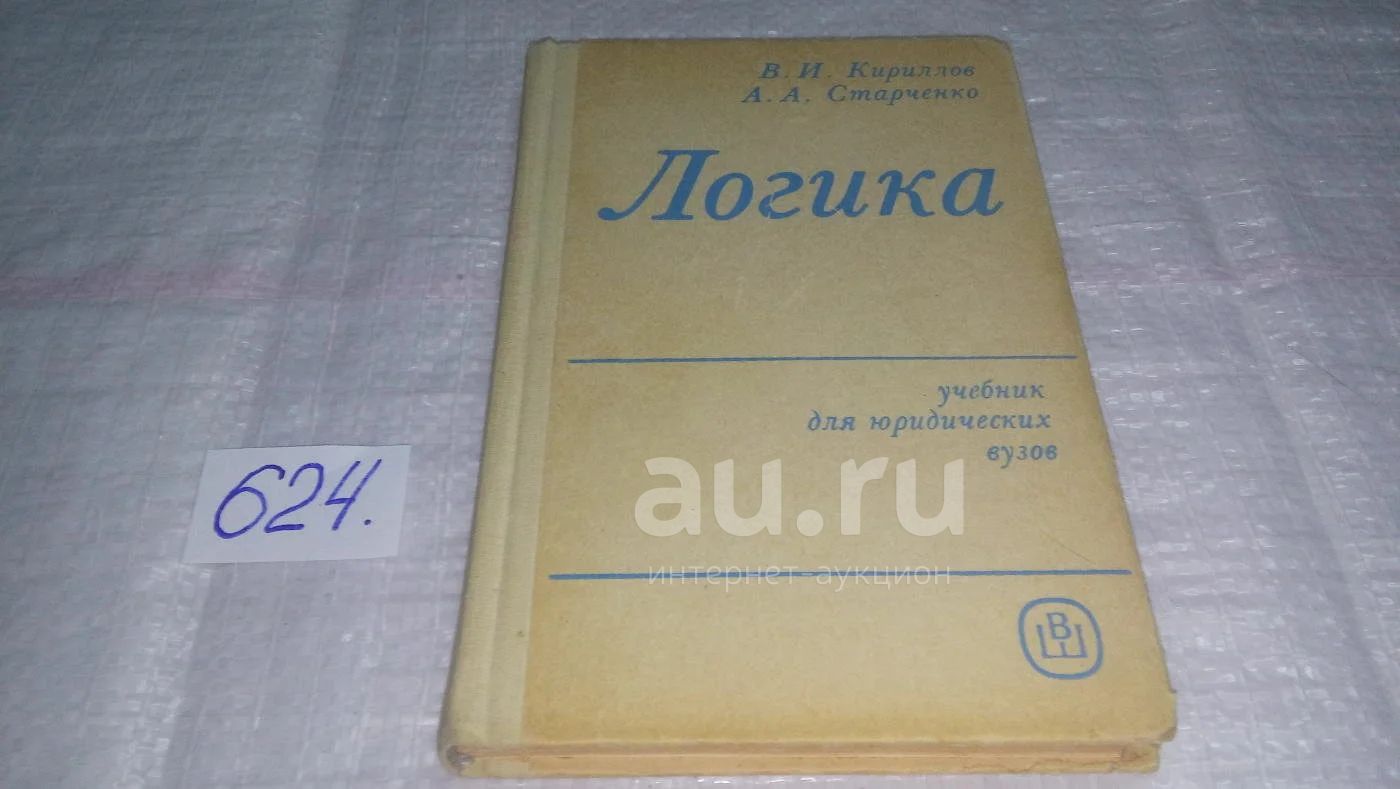 В. И. Кириллов
А. А. Старченко
Логика
учебник
для юридических
вузов
624.
au.ru
интернет-аукцион
ВШ